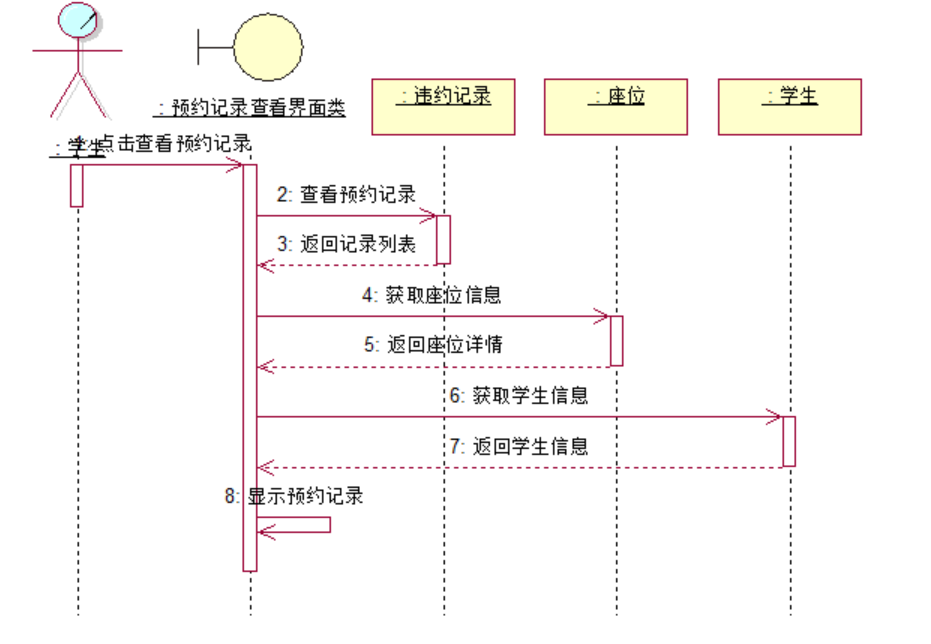 : 预约记录查看界面类
: 违约记录
: 座位
: 学生
: 学生
点击查看预约记录
2: 查看预约记录
3: 返回记录列表
4: 获取座位信息
5: 返回座位详情
6: 获取学生信息
7: 返回学生信息
8: 显示预约记录